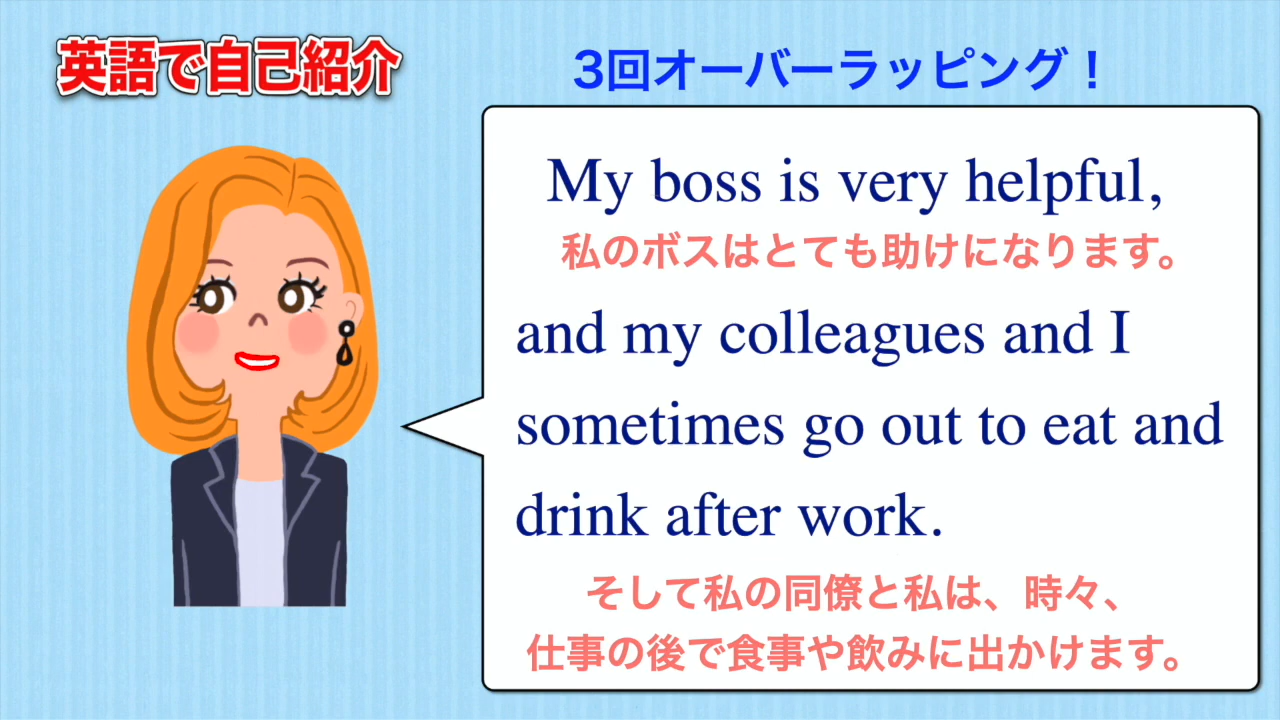 英語で自己紹介
3回オーバーラッピング！
My boss is very helpful,
私のボスはとても助けになります。
and my colleagues and I
sometimes go out to eat and
drink after work.
そして私の同僚と私は、時々、
仕事の後で食事や飲みに出かけます。